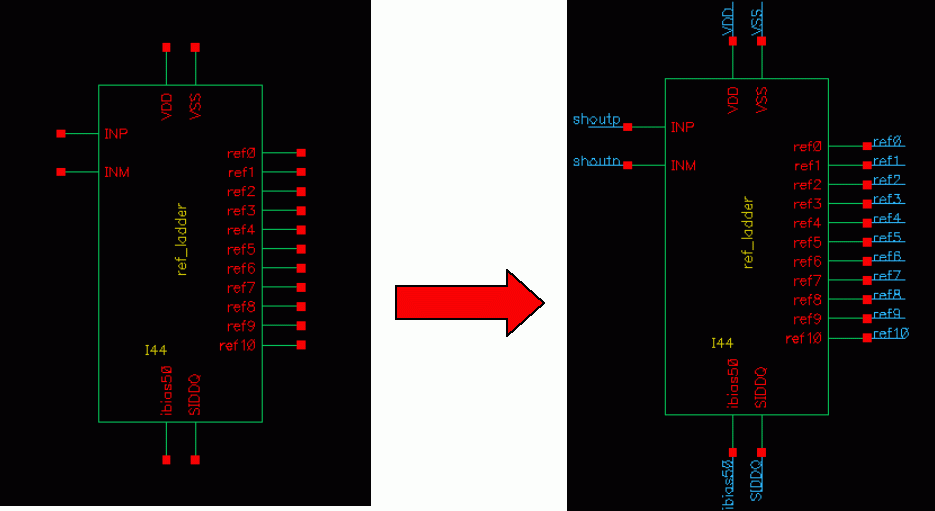 VDD VSS
INP
INM
ref0
ref1
ref2
ref3
ref4
ref5
ref6
ref7
ref8
ref9
ref10
ref_ladder
I44
ibias50 SIDDQ
VDD VSS
VDD VSS
shoutp INP
shoutp INM
ref0 ref0
ref1 ref1
ref2 ref2
ref3 ref3
ref4 ref4
ref5 ref5
ref6 ref6
ref7 ref7
ref8 ref8
ref9 ref9
ref10 ref10
ref_ladder
I44
ibias50 SIDDQ
ibias50 SIDDQ